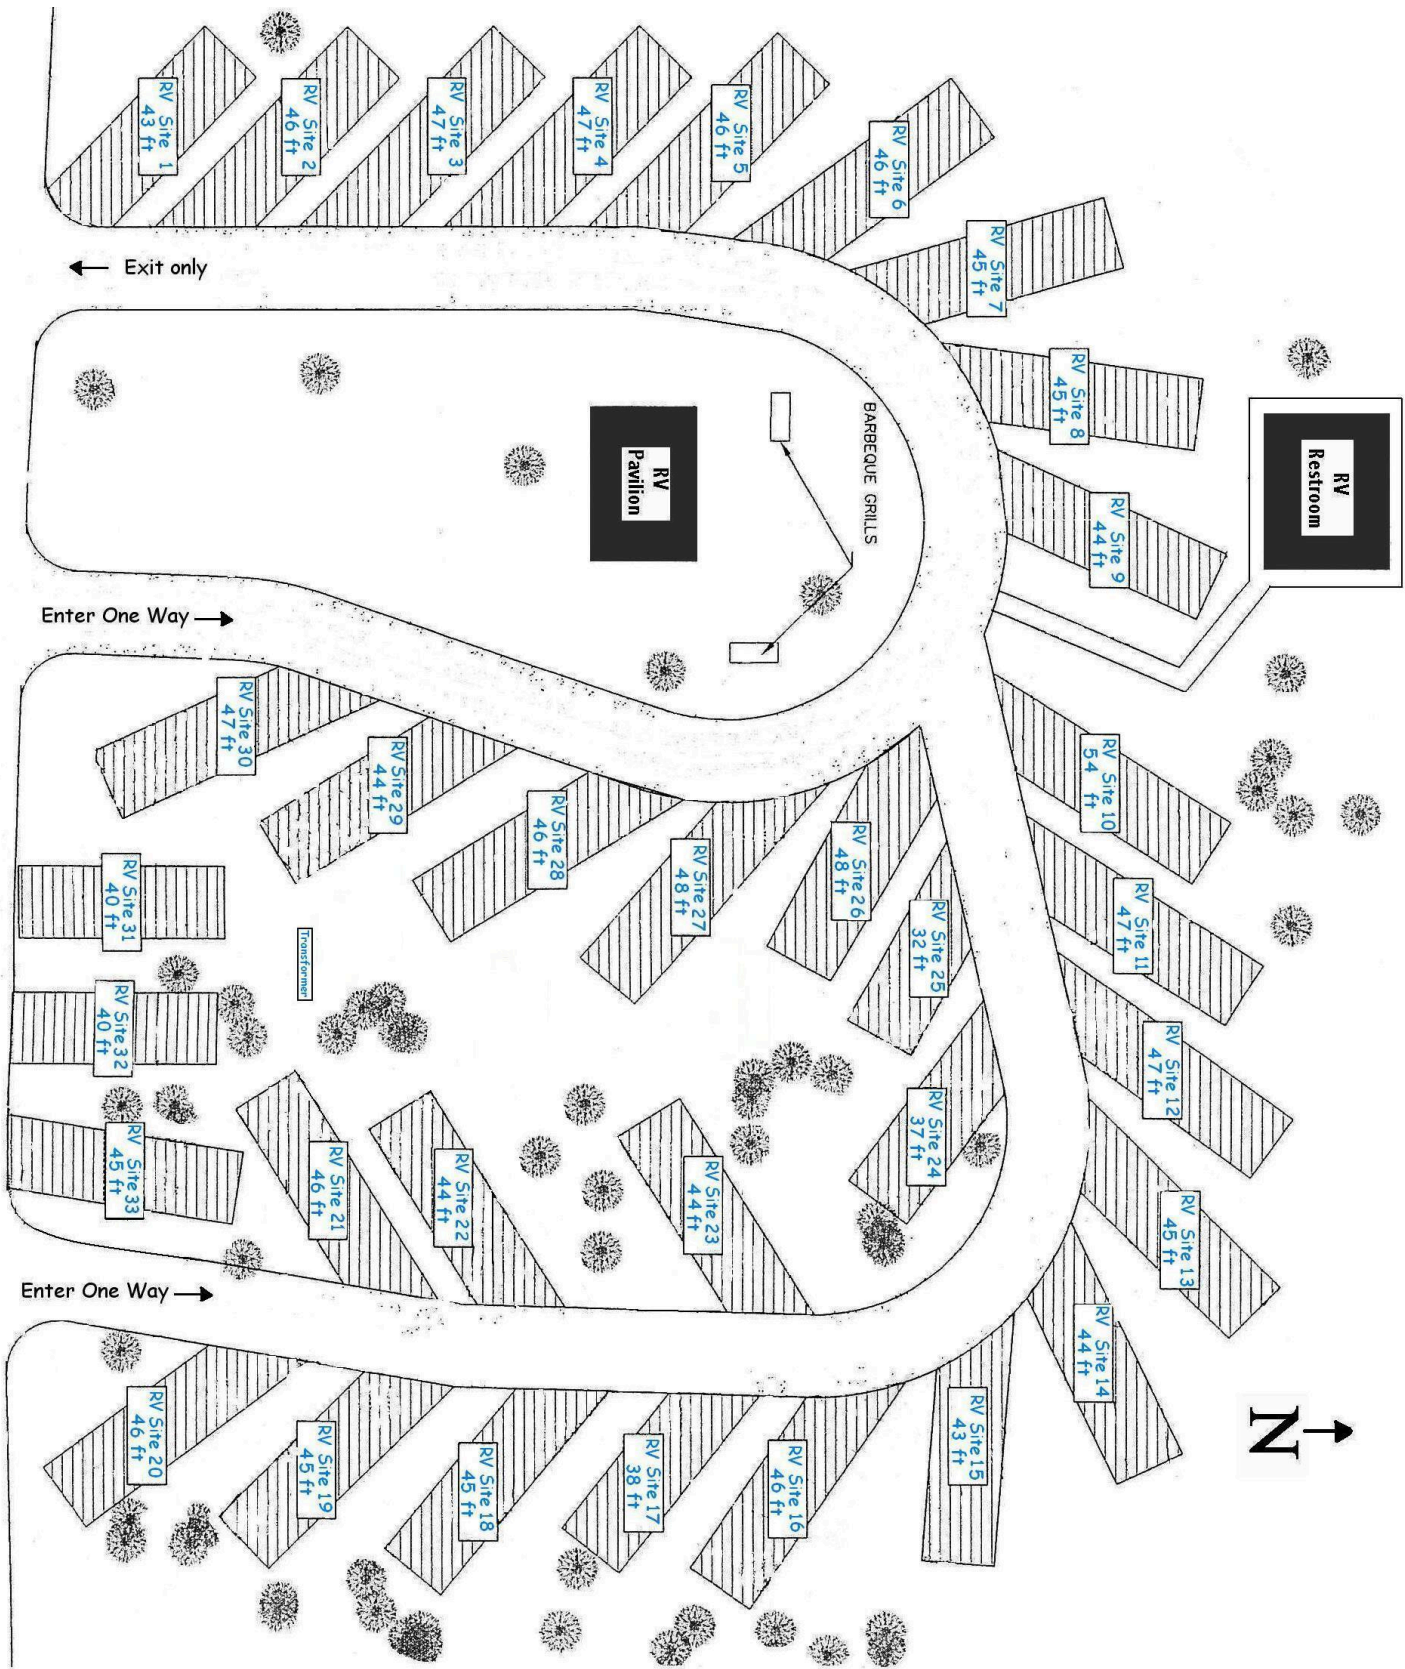 RV Site 1
43 ft
RV Site 2
46 ft
RV Site 3
47 ft
RV Site 4
47 ft
RV Site 5
46 ft
RV Site 6
46 ft
RV Site 7
45 ft
RV Site 8
45 ft
RV Site 9
44 ft
← Exit only
BARBEQUE GRILLS
RV
Pavilion
RV
Restroom
Enter One Way →
RV Site 10
54 ft
RV Site 11
47 ft
RV Site 12
47 ft
RV Site 13
45 ft
RV Site 14
44 ft
RV Site 15
43 ft
RV Site 16
46 ft
RV Site 17
38 ft
RV Site 18
45 ft
RV Site 19
45 ft
RV Site 20
46 ft
RV Site 21
46 ft
RV Site 22
44 ft
RV Site 23
44 ft
RV Site 24
37 ft
RV Site 25
32 ft
RV Site 26
48 ft
RV Site 27
48 ft
RV Site 28
46 ft
RV Site 29
44 ft
RV Site 30
47 ft
RV Site 31
40 ft
RV Site 32
40 ft
RV Site 33
45 ft
Transformer
Enter One Way →
N